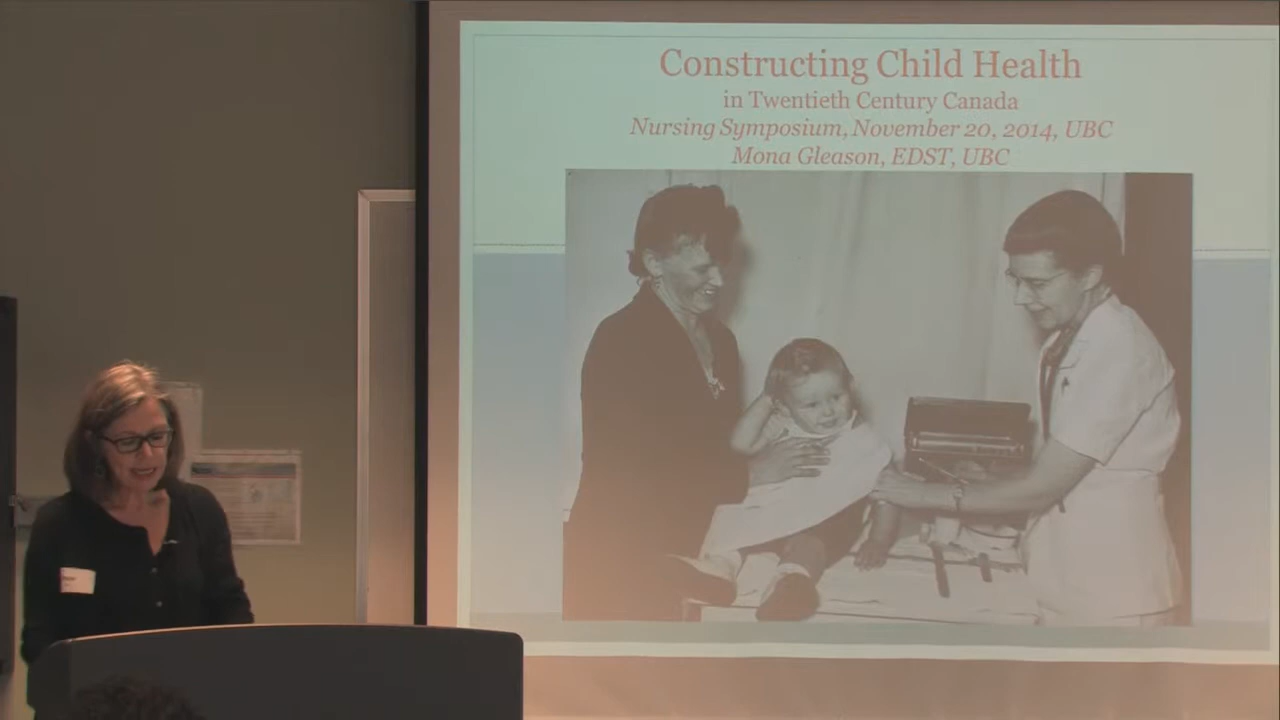 Constructing Child Health
in Twentieth Century Canada
Nursing Symposium, November 20, 2014, UBC
Mona Gleason, EDST, UBC